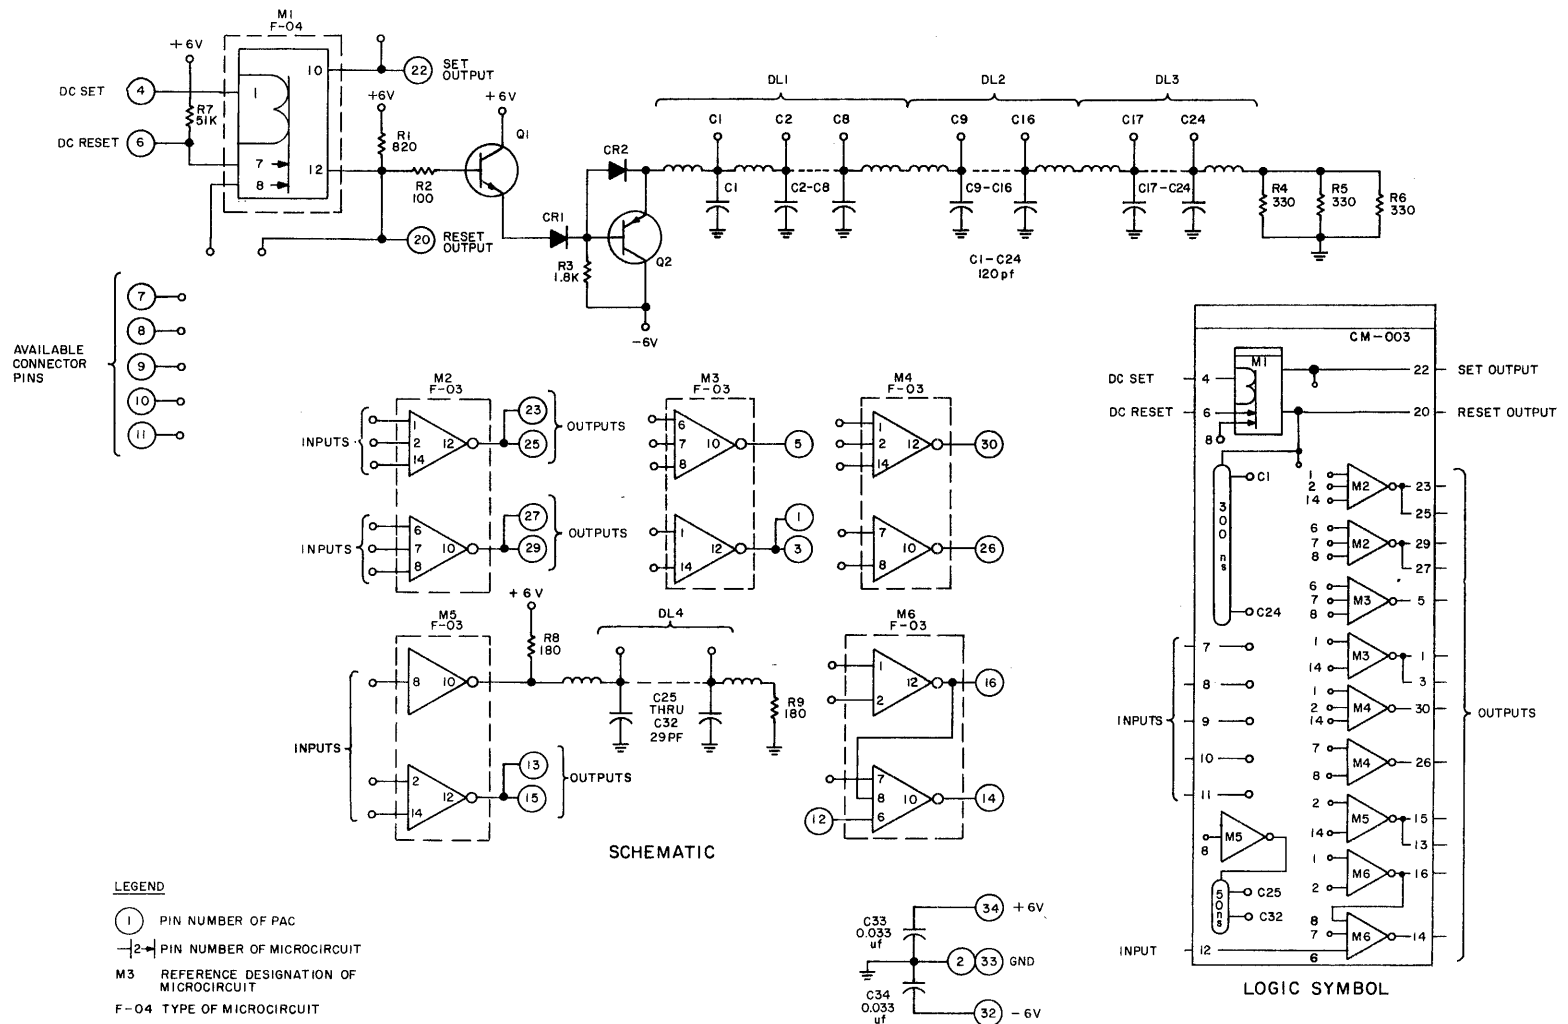 M1
F-04
+6V
DC SET
4
R7
51K
DC RESET
6
1
7
8
10
12
22
SET
OUTPUT
+6V
R1
820
R2
100
20
RESET
OUTPUT
+6V
Q1
CR1
CR2
R3
1.8K
Q2
-6V
DL1
DL2
DL3
C1
C2
C8
C9
C16
C17
C24
C1
C2-C8
C9-C16
C17-C24
C1-C24
120pf
R4
330
R5
330
R6
330
AVAILABLE
CONNECTOR
PINS
7
8
9
10
11
M2
F-03
INPUTS
1
2
14
12
23
25
OUTPUTS
INPUTS
6
7
8
10
27
29
OUTPUTS
M3
F-03
6
7
8
10
5
1
14
12
1
3
M4
F-03
1
2
14
12
30
7
8
10
26
M5
F-03
INPUTS
8
10
+6V
R8
180
DL4
C25
THRU
C32
29PF
R9
180
2
14
12
13
15
OUTPUTS
M6
F-03
1
2
12
16
7
8
6
10
14
12
SCHEMATIC
LEGEND
1 PIN NUMBER OF PAC
2 PIN NUMBER OF MICROCIRCUIT
M3 REFERENCE DESIGNATION OF
MICROCIRCUIT
F-04 TYPE OF MICROCIRCUIT
C33
0.033
uf
34 +6V
2 33 GND
C34
0.033
uf
32 -6V
CM-003
M1
DC SET
4
DC RESET
6
8
22 SET OUTPUT
20 RESET OUTPUT
300 ns
C1
C24
1
2
14
M2
23
25
6
7
8
M2
29
27
6
7
8
M3
5
1
14
M3
1
3
1
2
14
M4
30
7
8
M4
26
2
14
M5
15
13
1
2
M6
16
8
7
6
M6
14
OUTPUTS
INPUTS
7
8
9
10
11
8
M5
50ns
C25
C32
INPUT
12
LOGIC SYMBOL